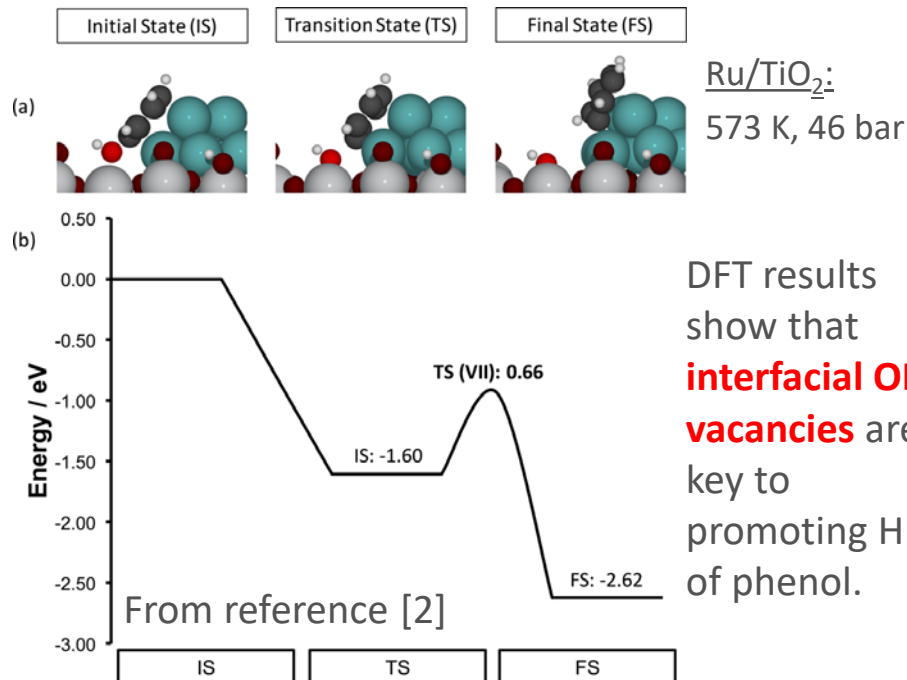 Initial State (IS)
Transition State (TS)
Final State (FS)
(a)
Ru/TiO₂:
573 K, 46 bar
(b)
Energy / eV
0.50
0.00
-0.50
-1.00
-1.50
-2.00
-2.50
-3.00
TS (VII): 0.66
IS: -1.60
FS: -2.62
From reference [2]
IS
TS
FS
DFT results
show that
interfacial
vacancies
key to
promoting
of phenol.